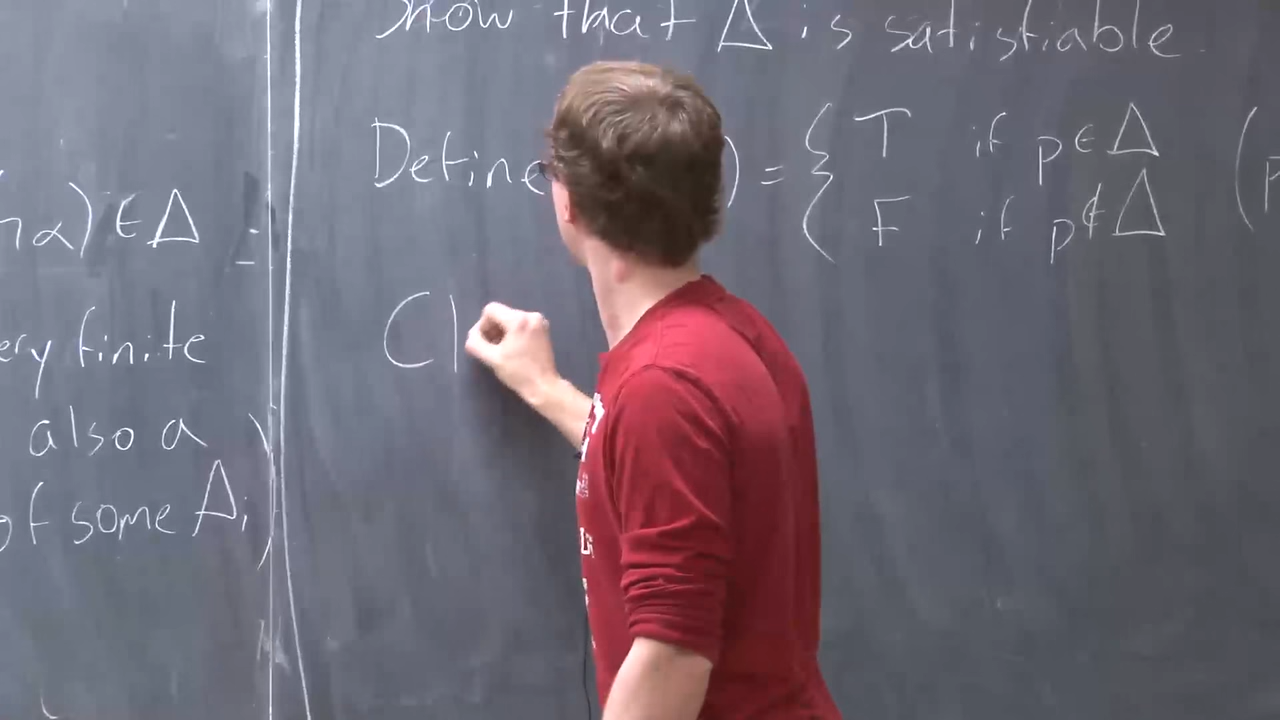 ¬α) ∈ Δ
ery finite
also a
of some Δi)
Show that Δ is satisfiable
Define ) = { T if p ∈ Δ
F if p ∉ Δ (p
Cl